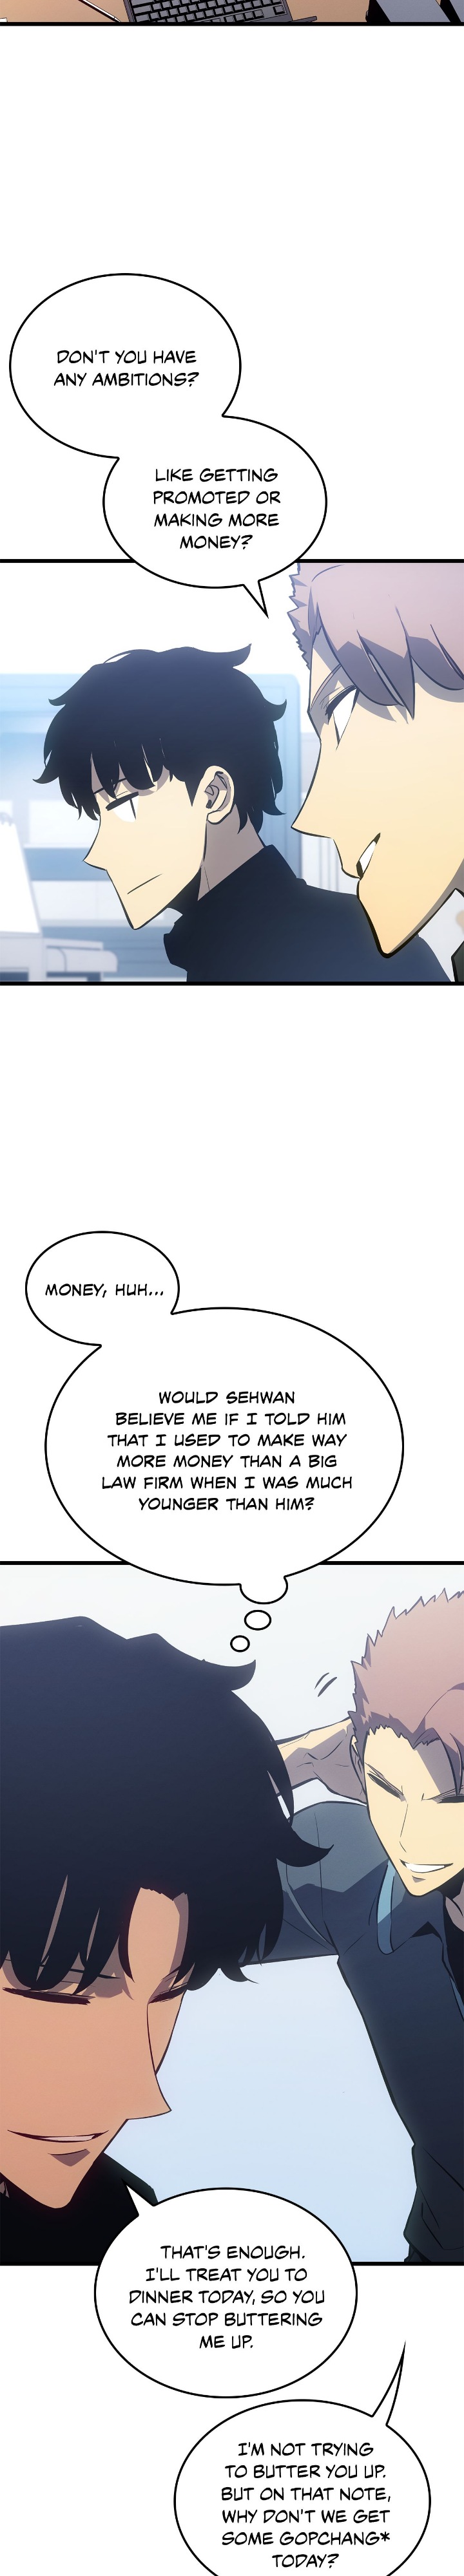 DON'T YOU HAVE
ANY AMBITIONS?
LIKE GETTING
PROMOTED OR
MAKING MORE
MONEY?
MONEY, HUH...
WOULD SEHWAN
BELIEVE ME IF I TOLD HIM
THAT I USED TO MAKE WAY
MORE MONEY THAN A BIG
LAW FIRM WHEN I WAS MUCH
YOUNGER THAN HIM?
THAT'S ENOUGH.
I'LL TREAT YOU TO
DINNER TODAY, SO YOU
CAN STOP BUTTERING
ME UP.
I'M NOT TRYING
TO BUTTER YOU UP.
BUT ON THAT NOTE,
WHY DON'T WE GET
SOME GOPCHANG*
TODAY?